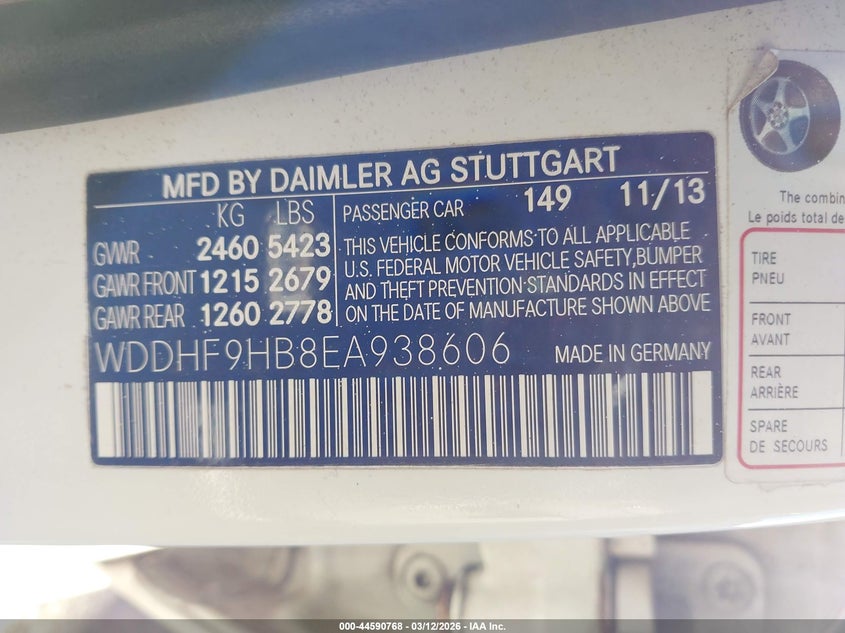 MFD BY DAIMLER AG STUTTGART
KG LBS
GVWR 2460 5423
GAWR FRONT 1215 2679
GAWR REAR 1260 2778
PASSENGER CAR 149 11/13
THIS VEHICLE CONFORMS TO ALL APPLICABLE
U.S. FEDERAL MOTOR VEHICLE SAFETY,BUMPER
AND THEFT PREVENTION STANDARDS IN EFFECT
ON THE DATE OF MANUFACTURE SHOWN ABOVE
WDDHF9HB8EA938606 MADE IN GERMANY
The combin
Le poids total de
TIRE
PNEU
FRONT
AVANT
REAR
ARRIÈRE
SPARE
DE SECOURS
000-44590768 - 03/12/2026 - IAA Inc.